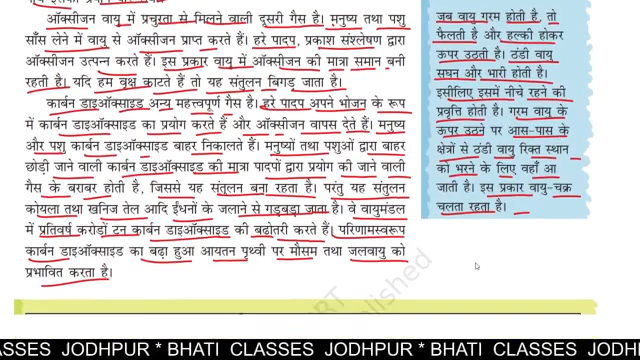 ऑक्सीजन वायु में प्रचुरता से मिलने वाली दूसरी गैस है। मनुष्य तथा पशु
साँस लेने में वायु से ऑक्सीजन प्राप्त करते हैं। हरे पादप, प्रकाश संश्लेषण द्वारा
ऑक्सीजन उत्पन्न करते हैं। इस प्रकार वायु में ऑक्सीजन की मात्रा समान बनी
रहती है। यदि हम वृक्ष काटते हैं तो यह संतुलन बिगड़ जाता है।
कार्बन डाइऑक्साइड अन्य महत्त्वपूर्ण गैस है। हरे पादप अपने भोजन के रूप
में कार्बन डाइऑक्साइड का प्रयोग करते हैं और ऑक्सीजन वापस देते हैं। मनुष्य
और पशु कार्बन डाइऑक्साइड बाहर निकालते हैं। मनुष्यों तथा पशुओं द्वारा बाहर
छोड़ी जाने वाली कार्बन डाइऑक्साइड की मात्रा पादपों द्वारा प्रयोग की जाने वाली
गैस के बराबर होती है, जिससे यह संतुलन बना रहता है। परंतु यह संतुलन
कोयला तथा खनिज तेल आदि ईंधनों के जलाने से गड़बड़ा जाता है। वे वायुमंडल
में प्रतिवर्ष करोड़ों टन कार्बन डाइऑक्साइड की बढ़ोतरी करते हैं। परिणामस्वरूप
कार्बन डाइऑक्साइड का बढ़ा हुआ आयतन पृथ्वी पर मौसम तथा जलवायु को
प्रभावित करता है।
जब वायु गरम होती है, तो
फैलती है और हल्की होकर
ऊपर उठती है। ठंडी वायु
सघन और भारी होती है।
इसीलिए इसमें नीचे रहने की
प्रवृत्ति होती है। गरम वायु के
ऊपर उठने पर आस-पास के
क्षेत्रों से ठंडी वायु रिक्त स्थान
को भरने के लिए वहाँ आ
जाती है। इस प्रकार वायु-चक्र
चलता रहता है।
CLASSES JODHPUR * BHATI CLASSES JODHPUR * BHATI CLASSES JODHPUR